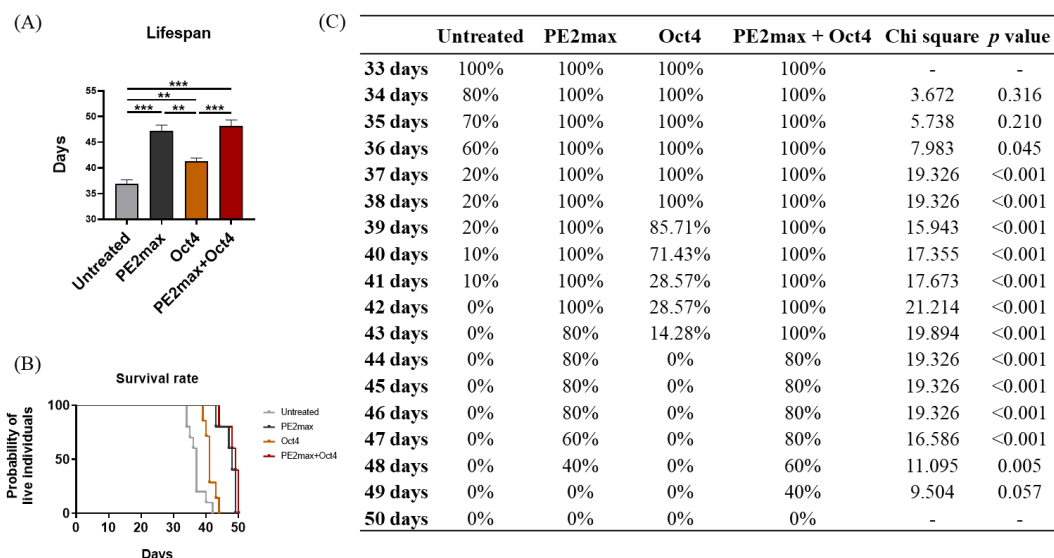 (A)
Lifespan
***
**
*** ** ***
55
50
45
40
35
30
Days
Untreated
PE2max
Oct4
PE2max+Oct4
(B)
Survival rate
100
50
0
Probability of
live individuals
0 10 20 30 40 50
Days
Untreated
PE2max
Oct4
PE2max+Oct4
(C)
Untreated PE2max Oct4 PE2max + Oct4 Chi square p value
33 days 100% 100% 100% 100% - -
34 days 80% 100% 100% 100% 3.672 0.316
35 days 70% 100% 100% 100% 5.738 0.210
36 days 60% 100% 100% 100% 7.983 0.045
37 days 20% 100% 100% 100% 19.326 <0.001
38 days 20% 100% 100% 100% 19.326 <0.001
39 days 20% 100% 85.71% 100% 15.943 <0.001
40 days 10% 100% 71.43% 100% 17.355 <0.001
41 days 10% 100% 28.57% 100% 17.673 <0.001
42 days 0% 100% 28.57% 100% 21.214 <0.001
43 days 0% 80% 14.28% 100% 19.894 <0.001
44 days 0% 80% 0% 80% 19.326 <0.001
45 days 0% 80% 0% 80% 19.326 <0.001
46 days 0% 80% 0% 80% 19.326 <0.001
47 days 0% 60% 0% 80% 16.586 <0.001
48 days 0% 40% 0% 60% 11.095 0.005
49 days 0% 0% 0% 40% 9.504 0.057
50 days 0% 0% 0% 0% - -